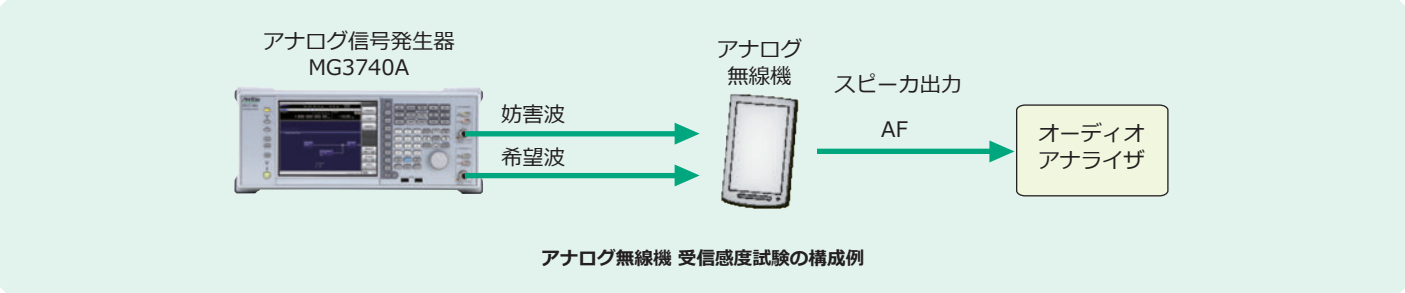 アナログ信号発生器
MG3740A
妨害波
希望波
アナログ
無線機
スピーカ出力
AF
オーディオ
アナライザ
アナログ無線機 受信感度試験の構成例